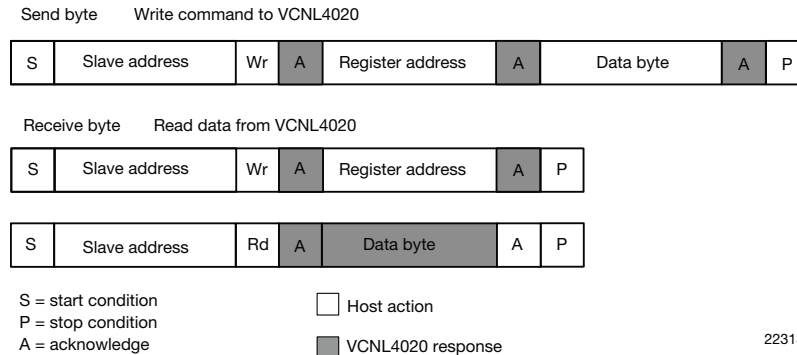 Send byte Write command to VCNL4020
S Slave address Wr A Register address A Data byte A P
Receive byte Read data from VCNL4020
S Slave address Wr A Register address A P
S Slave address Rd A Data byte A P
S = start condition
P = stop condition
A = acknowledge
Host action
VCNL4020 response